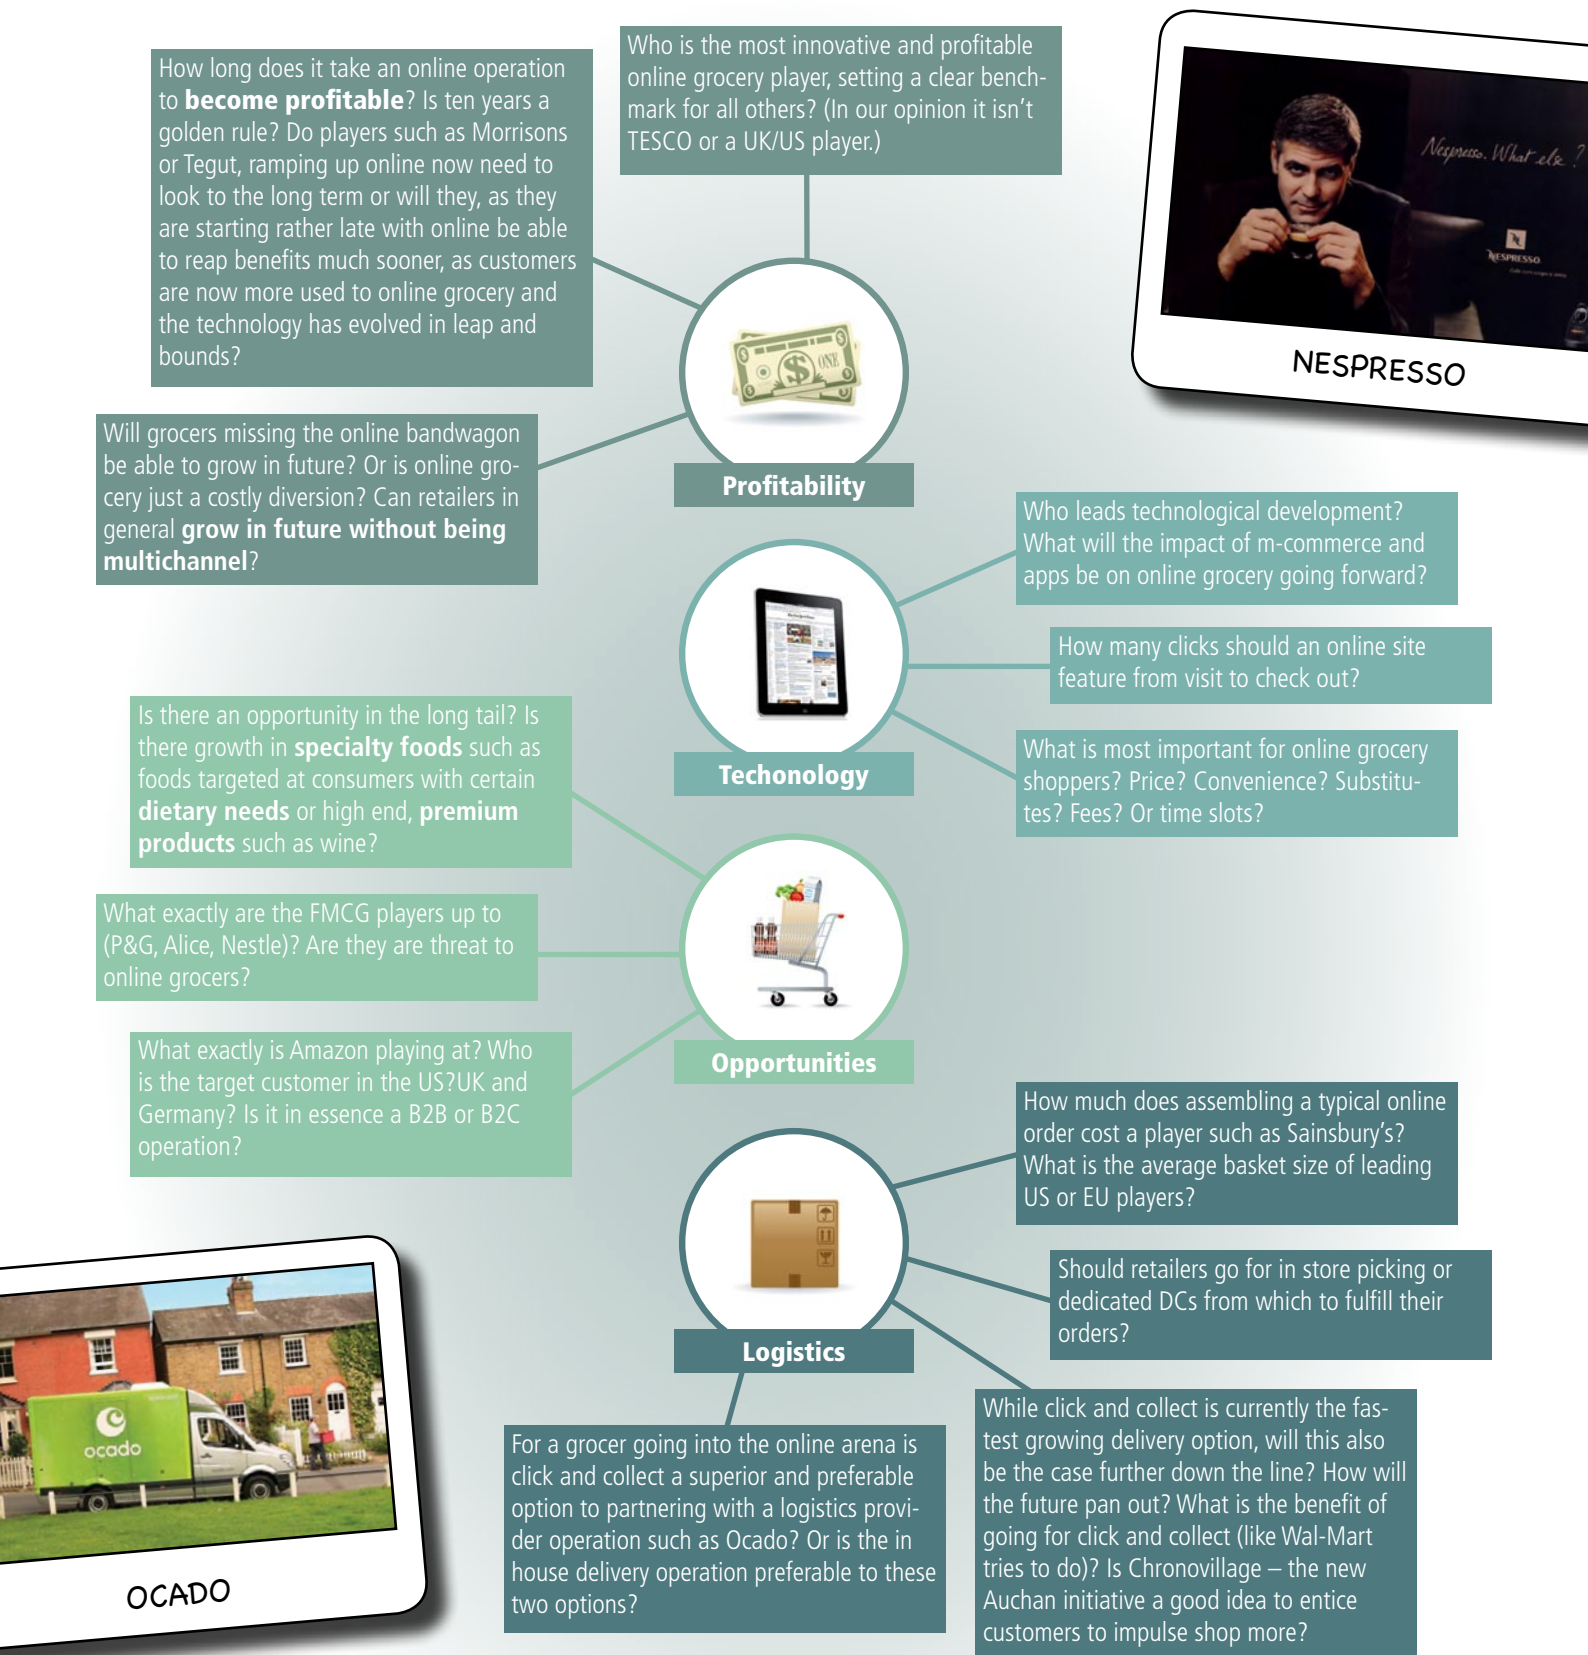 How long does it take an online operation
to become profitable? Is ten years a
golden rule? Do players such as Morrisons
or Tegut, ramping up online now need to
look to the long term or will they, as they
are starting rather late with online be able
to reap benefits much sooner, as customers
are now more used to online grocery and
the technology has evolved in leap and
bounds?
Who is the most innovative and profitable
online grocery player, setting a clear bench-
mark for all others? (In our opinion it isn't
TESCO or a UK/US player.)
Nespresso. What else ?
NESPRESSO
NESPRESSO
Will grocers missing the online bandwagon
be able to grow in future? Or is online gro-
cery just a costly diversion? Can retailers in
general grow in future without being
multichannel?
ONE
Profitability
Who leads technological development?
What will the impact of m-commerce and
apps be on online grocery going forward?
How many clicks should an online site
feature from visit to check out?
What is most important for online grocery
shoppers? Price? Convenience? Substitu-
tes? Fees? Or time slots?
Techonology
Is there an opportunity in the long tail? Is
there growth in specialty foods such as
foods targeted at consumers with certain
dietary needs or high end, premium
products such as wine?
What exactly are the FMCG players up to
(P&G, Alice, Nestle)? Are they are threat to
online grocers?
What exactly is Amazon playing at? Who
is the target customer in the US?UK and
Germany? Is it in essence a B2B or B2C
operation?
Opportunities
How much does assembling a typical online
order cost a player such as Sainsbury's?
What is the average basket size of leading
US or EU players?
Should retailers go for in store picking or
dedicated DCs from which to fulfill their
orders?
Logistics
While click and collect is currently the fas-
test growing delivery option, will this also
be the case further down the line? How will
the future pan out? What is the benefit of
going for click and collect (like Wal-Mart
tries to do)? Is Chronovillage – the new
Auchan initiative a good idea to entice
customers to impulse shop more?
For a grocer going into the online arena is
click and collect a superior and preferable
option to partnering with a logistics provi-
der operation such as Ocado? Or is the in
house delivery operation preferable to these
two options?
ocado
OCADO